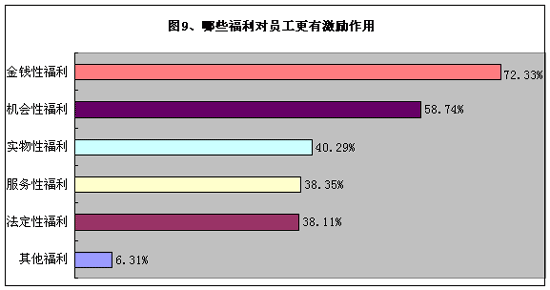 图9、哪些福利对员工更有激励作用
金钱性福利 72.33%
机会性福利 58.74%
实物性福利 40.29%
服务性福利 38.35%
法定性福利 38.11%
其他福利 6.31%